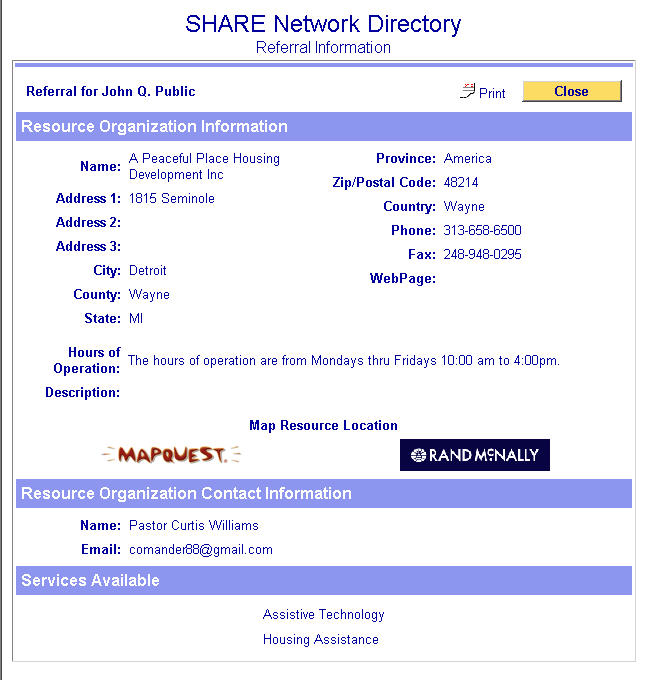 SHARE Network Directory
Referral Information
Referral for John Q. Public
Print
Close
Resource Organization Information
Name: A Peaceful Place Housing
Development Inc
Address 1: 1815 Seminole
Address 2:
Address 3:
City: Detroit
County: Wayne
State: MI
Province: America
Zip/Postal Code: 48214
Country: Wayne
Phone: 313-658-6500
Fax: 248-948-0295
WebPage:
Hours of
Operation: The hours of operation are from Mondays thru Fridays 10:00 am to 4:00pm.
Description:
Map Resource Location
MAPQUEST.
RAND McNALLY
Resource Organization Contact Information
Name: Pastor Curtis Williams
Email: comander88@gmail.com
Services Available
Assistive Technology
Housing Assistance